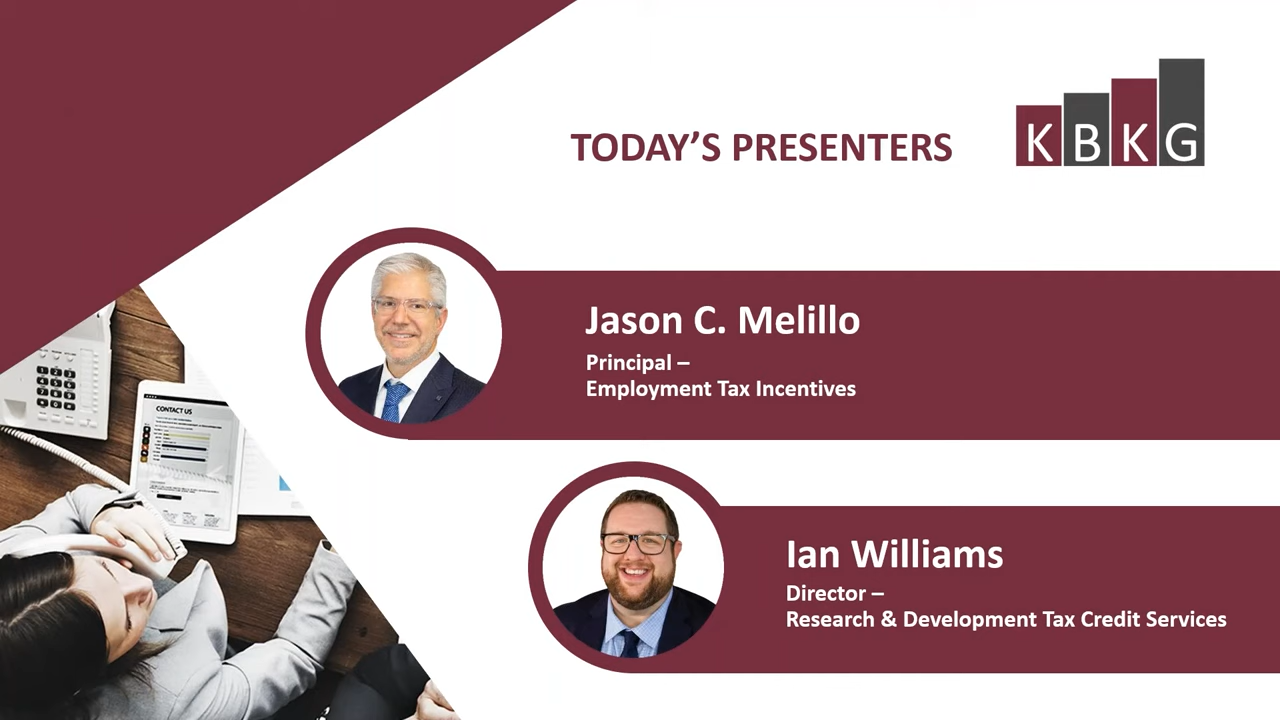 TODAY'S PRESENTERS
KBKG
Jason C. Melillo
Principal –
Employment Tax Incentives
CONTACT US
Ian Williams
Director –
Research & Development Tax Credit Services